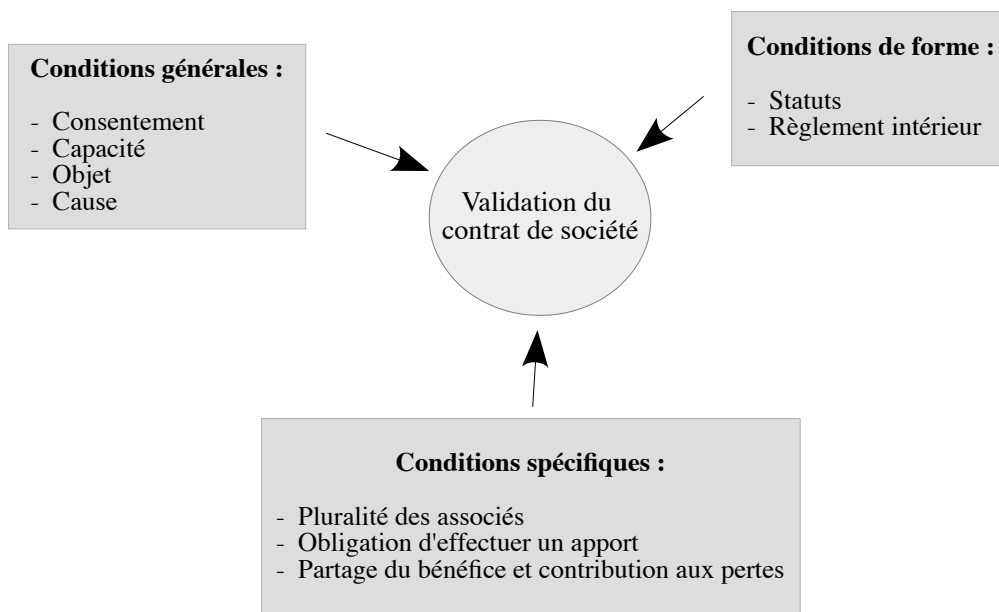 Conditions générales :
- Consentement
- Capacité
- Objet
- Cause
Conditions de forme :
- Statuts
- Règlement intérieur
Validation du
contrat de société
Conditions spécifiques :
- Pluralité des associés
- Obligation d'effectuer un apport
- Partage du bénéfice et contribution aux pertes